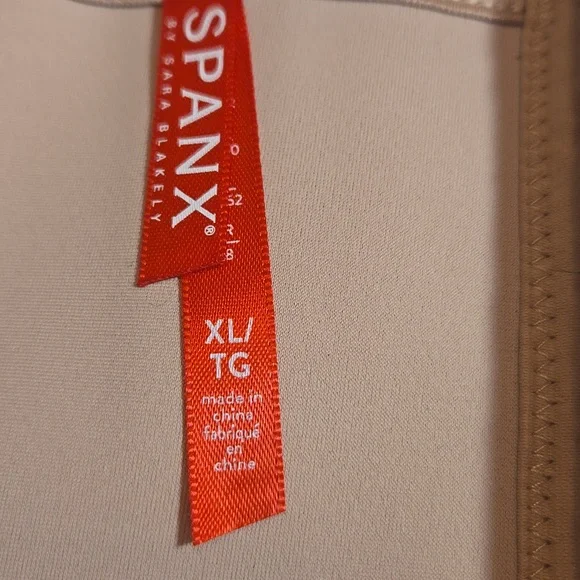 SPANX®
BY SARA BLAKELY
XL/
TG
made in
china
fabriqué
en
chine